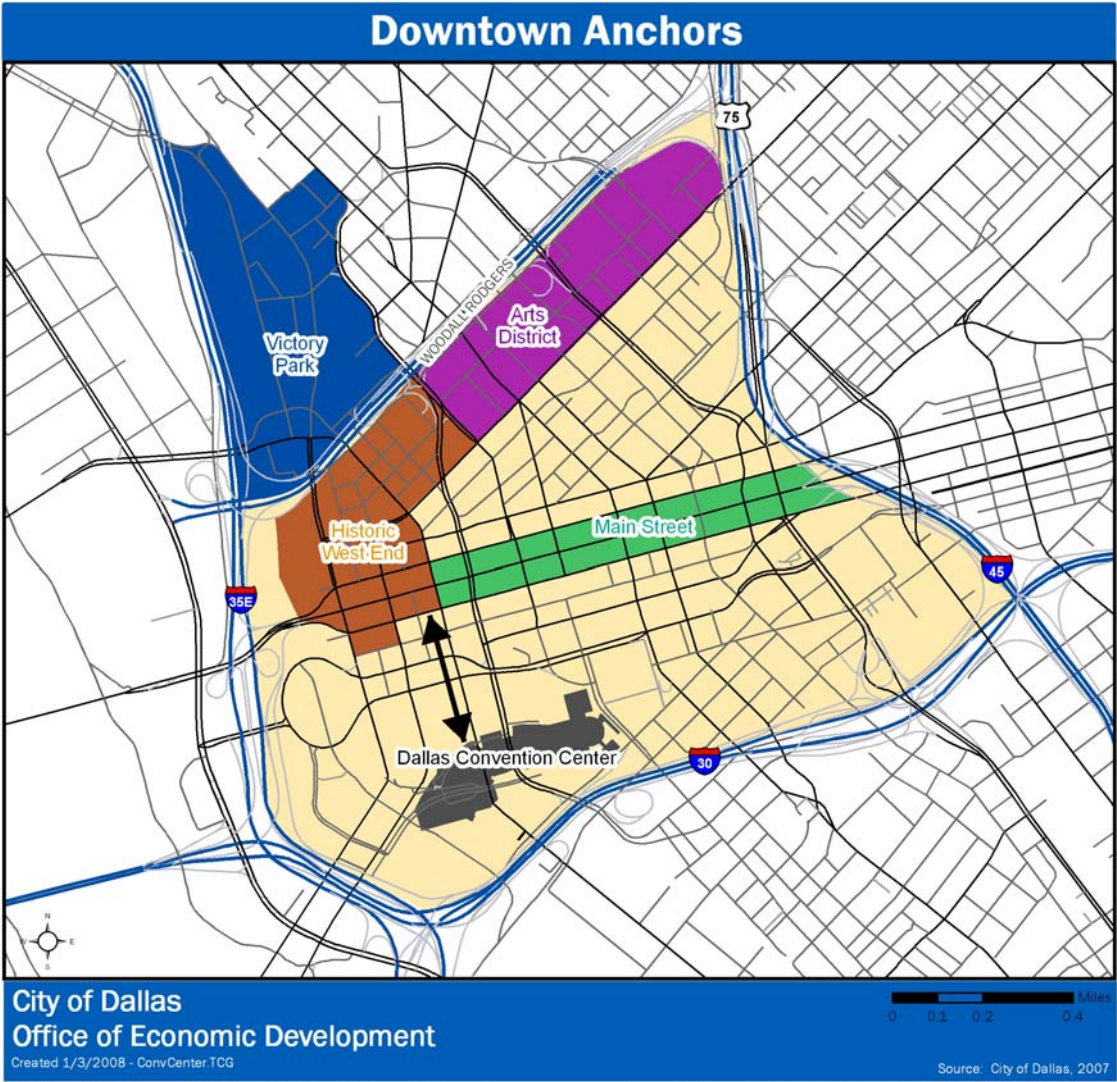 Downtown Anchors
75
WOODALL RODGERS
Arts
District
Victory
Park
Main Street
Historic
West End
45
35E
Dallas Convention Center
30
N
W
E
S
City of Dallas
Office of Economic Development
Created 1/3/2008 - ConvCenter.TCG
Miles
0 0.1 0.2 0.4
Source: City of Dallas, 2007